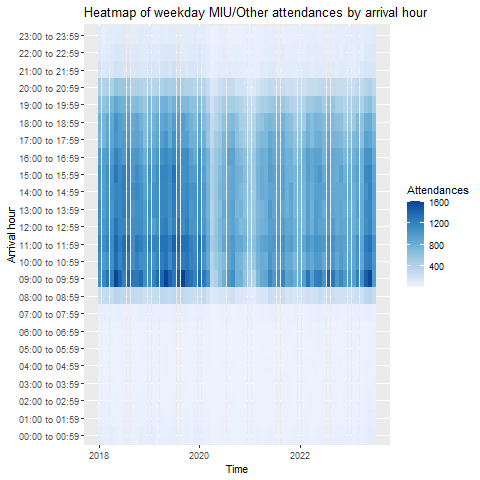 Heatmap of weekday MIU/Other attendances by arrival hour
Arrival hour
23:00 to 23:59
22:00 to 22:59
21:00 to 21:59
20:00 to 20:59
19:00 to 19:59
18:00 to 18:59
17:00 to 17:59
16:00 to 16:59
15:00 to 15:59
14:00 to 14:59
13:00 to 13:59
12:00 to 12:59
11:00 to 11:59
10:00 to 10:59
09:00 to 09:59
08:00 to 08:59
07:00 to 07:59
06:00 to 06:59
05:00 to 05:59
04:00 to 04:59
03:00 to 03:59
02:00 to 02:59
01:00 to 01:59
00:00 to 00:59
2018 2020 2022
Time
Attendances
1600
1200
800
400